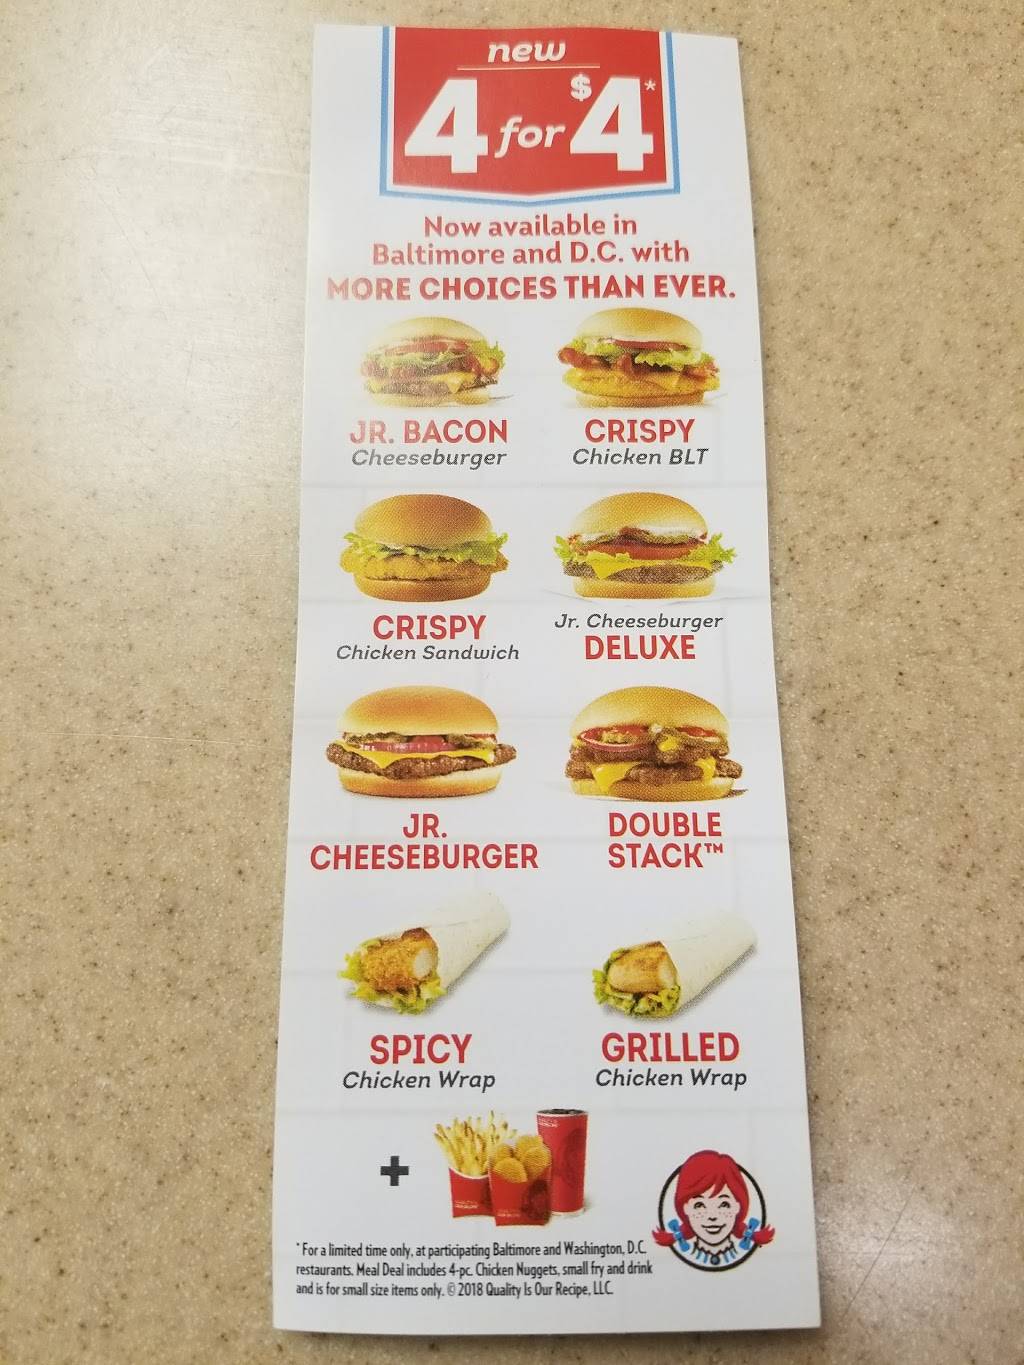 new
4 for $4*
Now available in
Baltimore and D.C. with
MORE CHOICES THAN EVER.
JR. BACON
Cheeseburger
CRISPY
Chicken BLT
CRISPY
Chicken Sandwich
Jr. Cheeseburger
DELUXE
JR.
CHEESEBURGER
DOUBLE
STACK™
SPICY
Chicken Wrap
GRILLED
Chicken Wrap
+
*For a limited time only, at participating Baltimore and Washington, D.C.
restaurants. Meal Deal includes 4-pc. Chicken Nuggets, small fry and drink
and is for small size items only. © 2018 Quality Is Our Recipe, LLC.